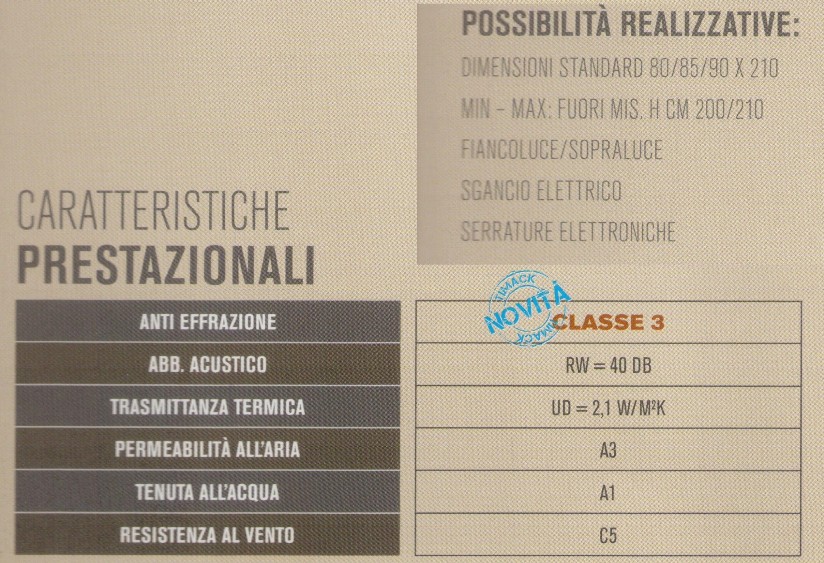 POSSIBILITÀ REALIZZATIVE:
DIMENSIONI STANDARD 80/85/90 X 210
MIN – MAX: FUORI MIS. H CM 200/210
FIANCOLUCE/SOPRALUCE
SGANCIO ELETTRICO
SERRATURE ELETTRONICHE
CARATTERISTICHE
PRESTAZIONALI
TIMACK
NOVITÀ
TIMACK
ANTI EFFRAZIONE CLASSE 3
ABB. ACUSTICO RW = 40 DB
TRASMITTANZA TERMICA UD = 2,1 W/M²K
PERMEABILITÀ ALL'ARIA A3
TENUTA ALL'ACQUA A1
RESISTENZA AL VENTO C5